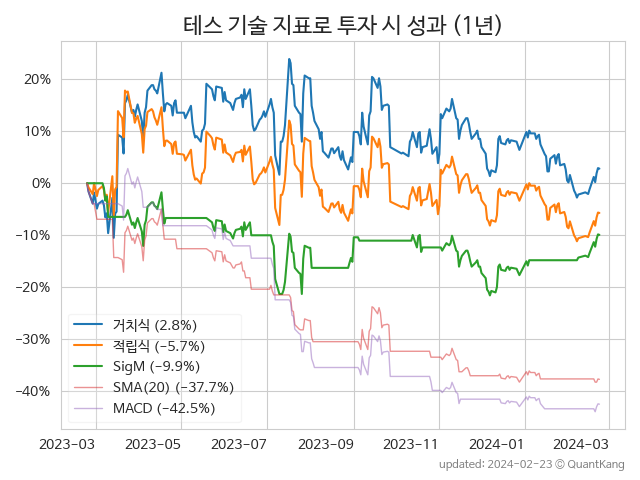 테스 기술 지표로 투자 시 성과 (1년)
20%
10%
0%
−10%
−20%
−30%
−40%
거치식 (2.8%)
적립식 (−5.7%)
SigM (−9.9%)
SMA(20) (−37.7%)
MACD (−42.5%)
2023-03 2023-05 2023-07 2023-09 2023-11 2024-01 2024-03
updated: 2024-02-23 © QuantKang